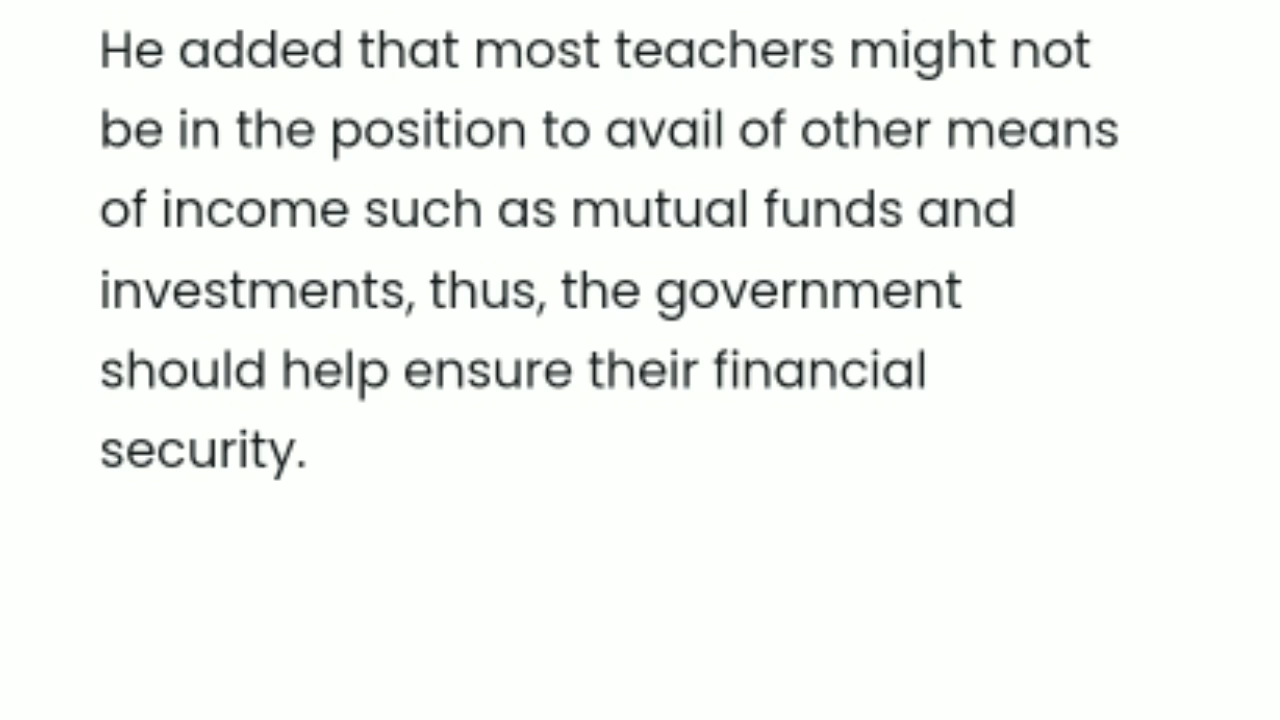 He added that most teachers might not
be in the position to avail of other means
of income such as mutual funds and
investments, thus, the government
should help ensure their financial
security.